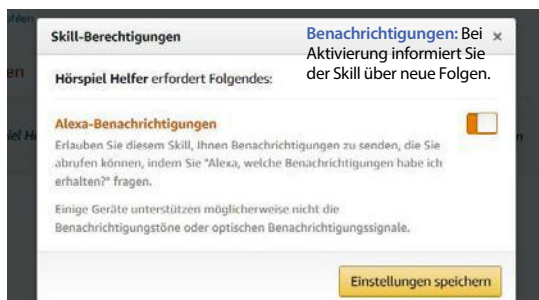 ohlen
Skill-Berechtigungen
Benachrichtigungen: Bei
Aktivierung informiert Sie
der Skill über neue Folgen.
×
en
Hörspiel Helfer erfordert Folgendes:
Alexa-Benachrichtigungen
Erlauben Sie diesem Skill, Ihnen Benachrichtigungen zu senden, die Sie
abrufen können, indem Sie "Alexa, welche Benachrichtigungen habe ich
erhalten?" fragen.
Einige Geräte unterstützen möglicherweise nicht die
Benachrichtigungstöne oder optischen Benachrichtigungssignale.
Einstellungen speichern